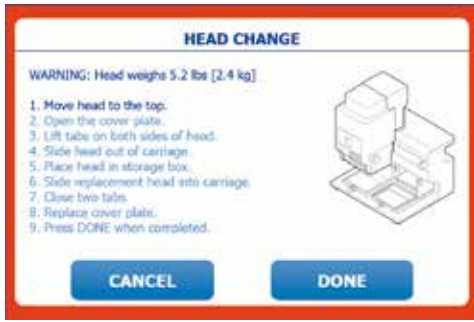 HEAD CHANGE
WARNING: Head weighs 5.2 lbs [2.4 kg]
1. Move head to the top.
2. Open the cover plate.
3. Lift tabs on both sides of head.
4. Slide head out of carriage.
5. Place head in storage box.
6. Slide replacement head into carriage.
7. Close two tabs.
8. Replace cover plate.
9. Press DONE when completed.
CANCEL
DONE